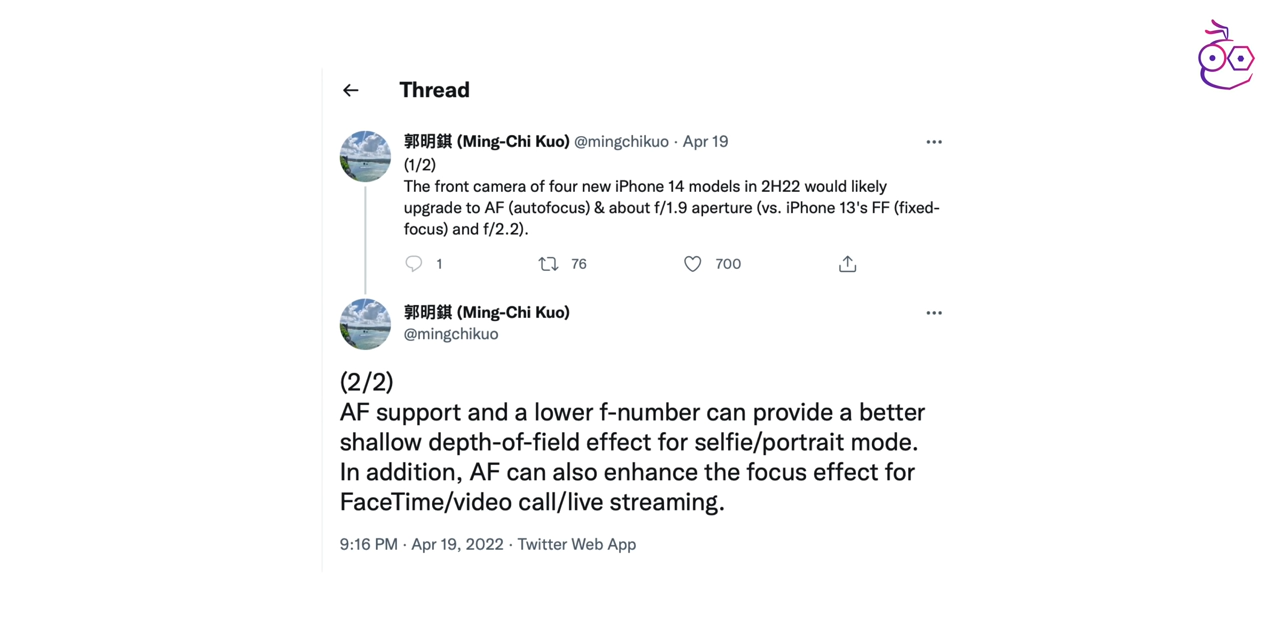 Thread
郭明錤 (Ming-Chi Kuo) @mingchikuo · Apr 19
(1/2)
The front camera of four new iPhone 14 models in 2H22 would likely
upgrade to AF (autofocus) & about f/1.9 aperture (vs. iPhone 13's FF (fixed-
focus) and f/2.2).
1 76 700
郭明錤 (Ming-Chi Kuo)
@mingchikuo
(2/2)
AF support and a lower f-number can provide a better
shallow depth-of-field effect for selfie/portrait mode.
In addition, AF can also enhance the focus effect for
FaceTime/video call/live streaming.
9:16 PM · Apr 19, 2022 · Twitter Web App